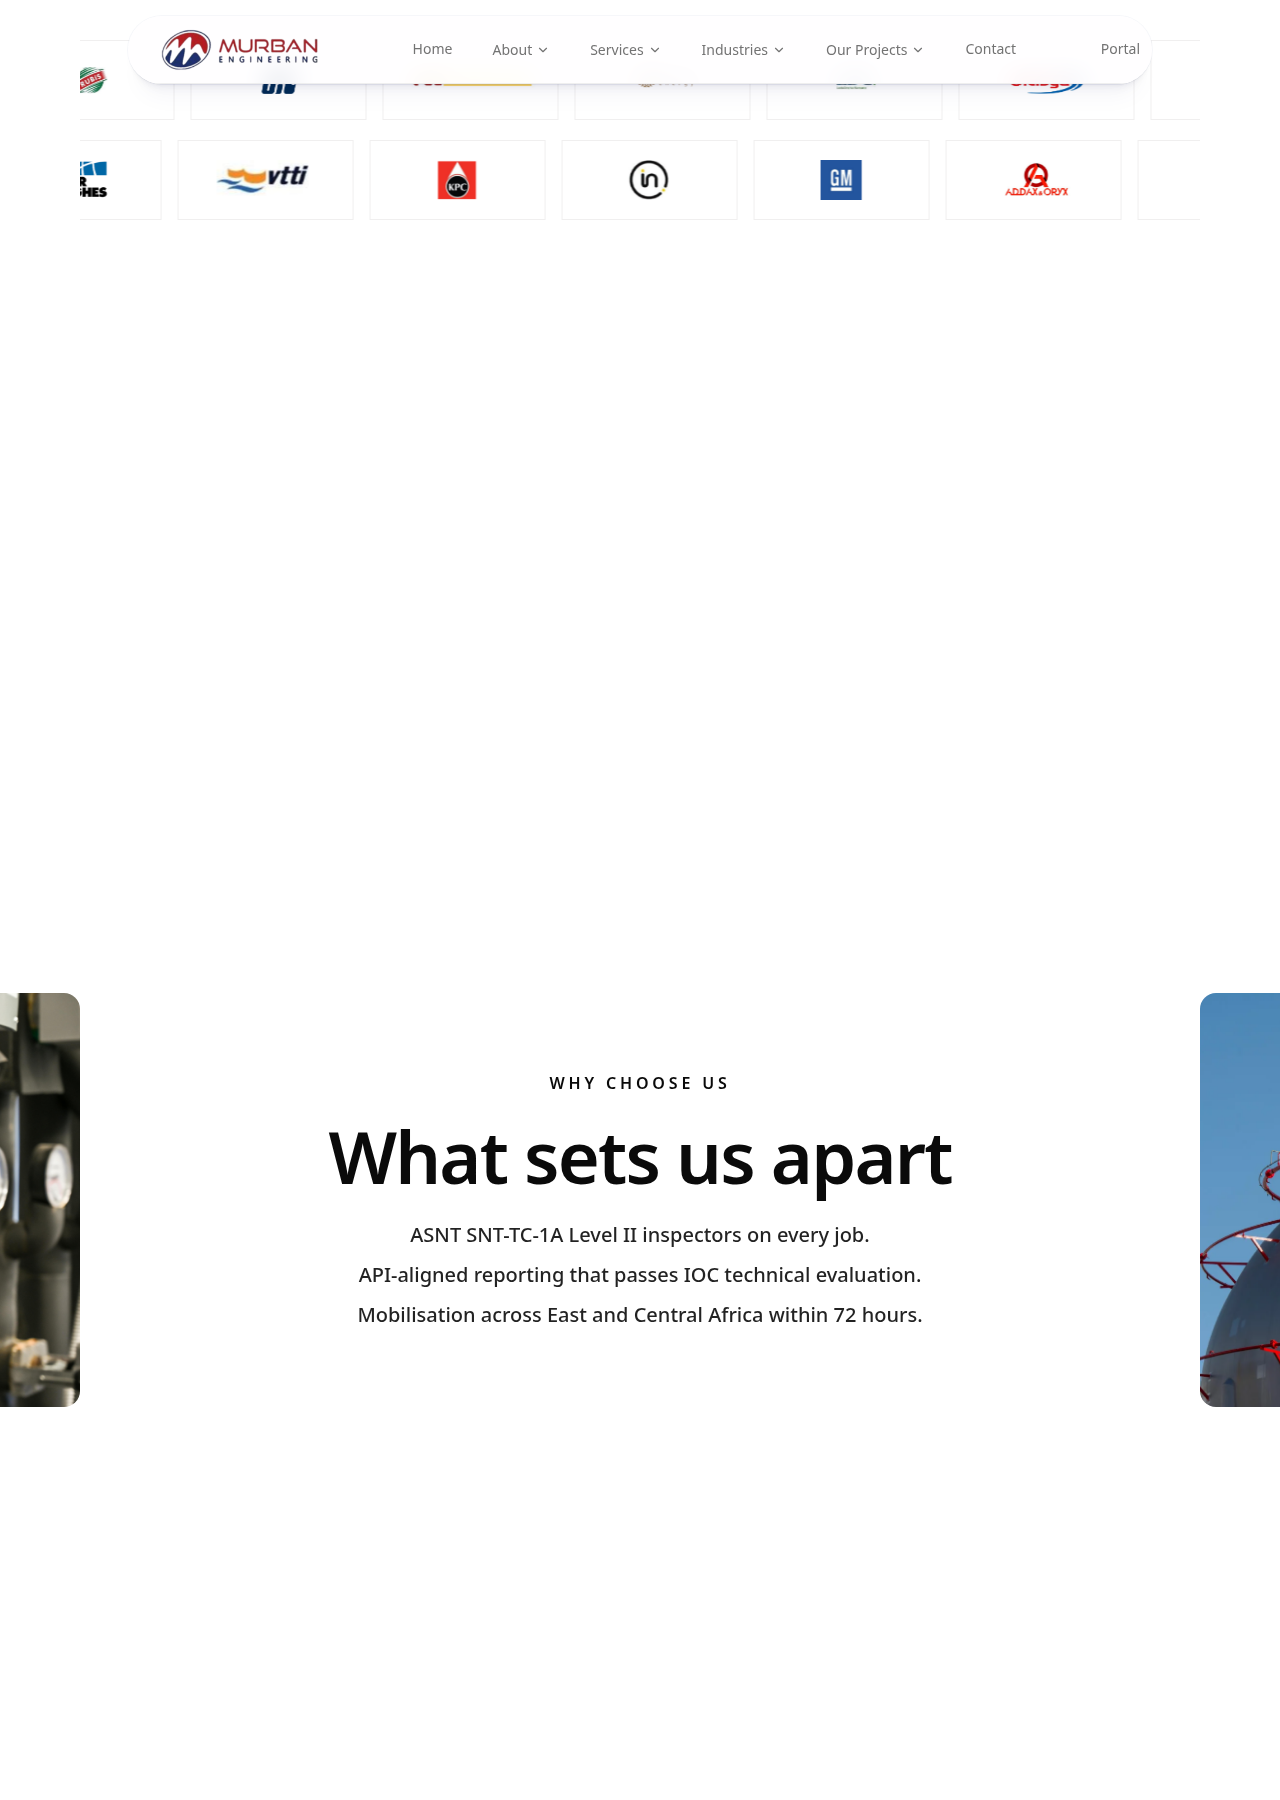 MURBAN
ENGINEERING
Home
About
Services
Industries
Our Projects
Contact
Portal
RUBIS
vtti
KPC
in
GM
ADDAX & ORYX
WHY CHOOSE US
What sets us apart
ASNT SNT-TC-1A Level II inspectors on every job.
API-aligned reporting that passes IOC technical evaluation.
Mobilisation across East and Central Africa within 72 hours.